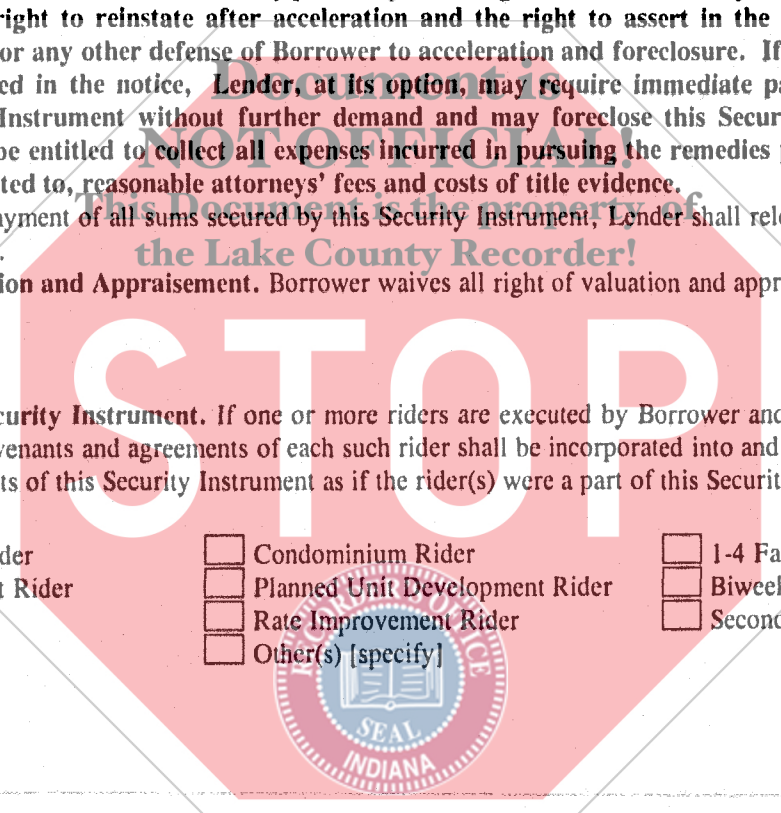 right to reinstate after acceleration and the right to assert in the
or any other defense of Borrower to acceleration and foreclosure. If
ed in the notice, Lender, at its option, may require immediate pa
Document is
Instrument without further demand and may foreclose this Secur
NOT OFFICIAL!
be entitled to collect all expenses incurred in pursuing the remedies
ted to, reasonable attorneys' fees and costs of title evidence.
This Document is the property of
ayment of all sums secured by this Security Instrument, Lender shall rele
the Lake County Recorder!
ion and Appraisement. Borrower waives all right of valuation and appr
STOP
curity Instrument. If one or more riders are executed by Borrower and
venants and agreements of each such rider shall be incorporated into and
ts of this Security Instrument as if the rider(s) were a part of this Securit
der Condominium Rider 1-4 Fa
t Rider Planned Unit Development Rider Biweek
Rate Improvement Rider Second
Other(s) [specify]
RECORDER'S OFFICE
SEAL
INDIANA